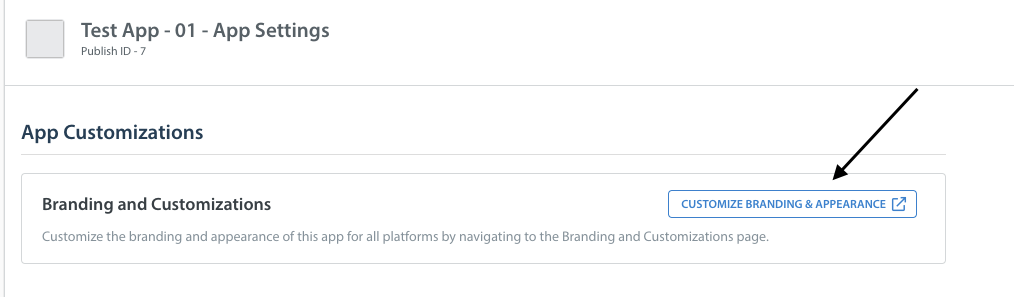 Test App - 01 - App Settings
Publish ID - 7
App Customizations
Branding and Customizations
CUSTOMIZE BRANDING & APPEARANCE
Customize the branding and appearance of this app for all platforms by navigating to the Branding and Customizations page.